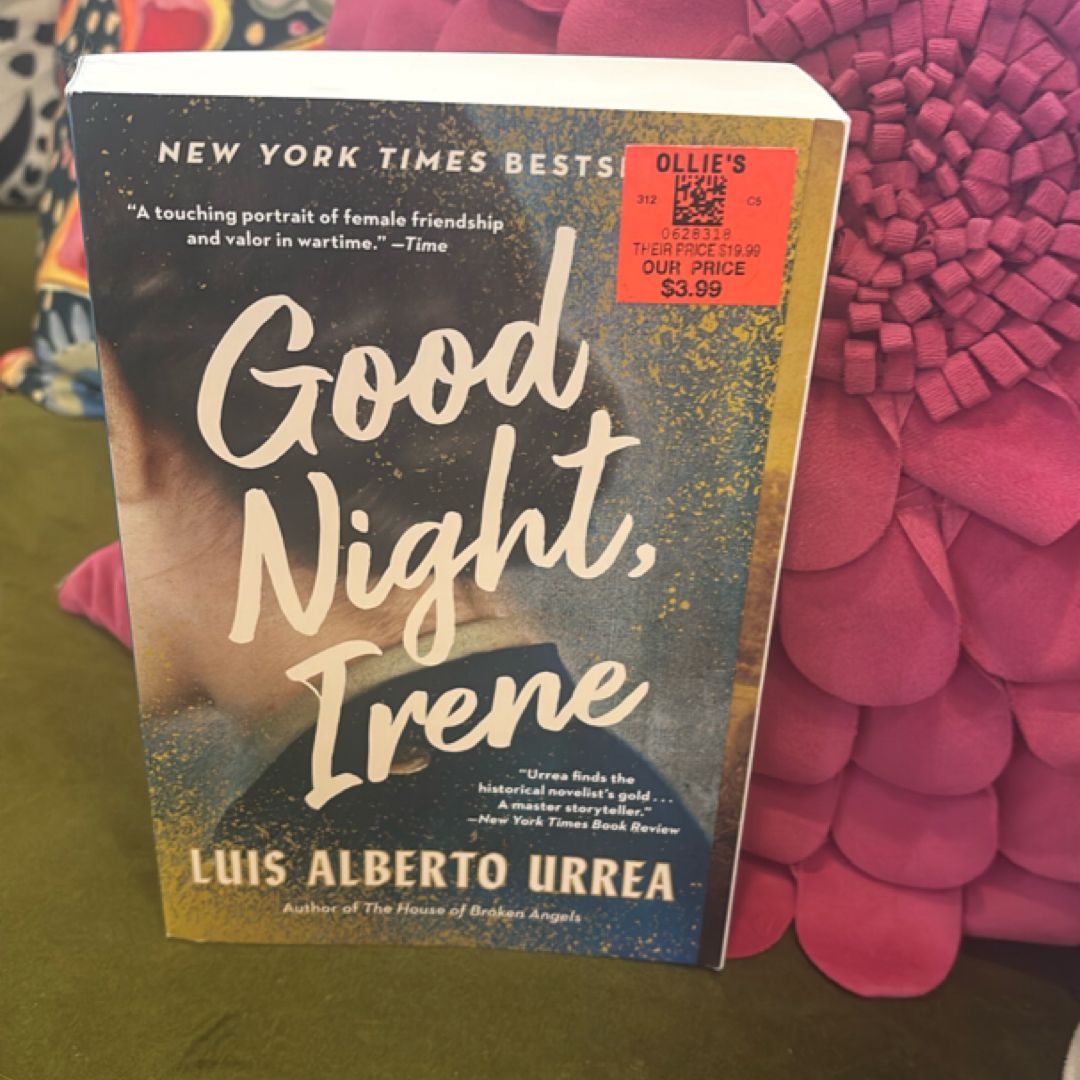 NEW YORK TIMES BESTS
OLLIE'S
312 C5
0628318
THEIR PRICE $19.99
OUR PRICE
$3.99
"A touching portrait of female friendship
and valor in wartime." —Time
Good
Night,
Irene
"Urrea finds the
historical novelist's gold...
A master storyteller."
—New York Times Book Review
LUIS ALBERTO URREA
Author of The House of Broken Angels